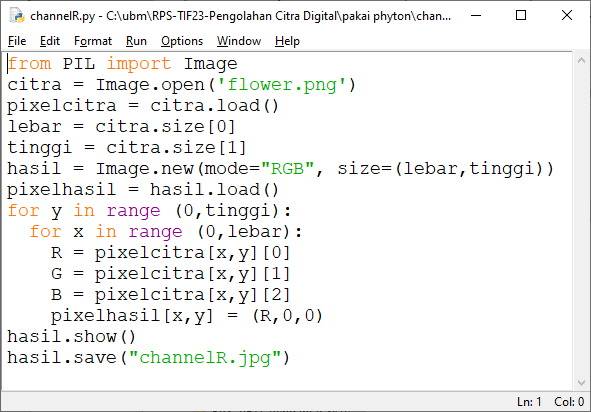 channelR.py - C:\ubm\RPS-TIF23-Pengolahan Citra Digital\pakai phyton\chan...
File Edit Format Run Options Window Help
from PIL import Image
citra = Image.open('flower.png')
pixelcitra = citra.load()
lebar = citra.size[0]
tinggi = citra.size[1]
hasil = Image.new(mode="RGB", size=(lebar,tinggi))
pixelhasil = hasil.load()
for y in range (0,tinggi):
  for x in range (0,lebar):
    R = pixelcitra[x,y][0]
    G = pixelcitra[x,y][1]
    B = pixelcitra[x,y][2]
    pixelhasil[x,y] = (R,0,0)
hasil.show()
hasil.save("channelR.jpg")
Ln: 1 Col: 0